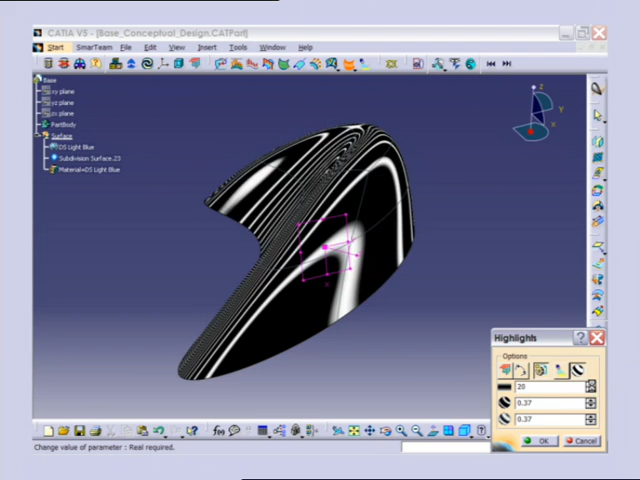 CATIA V5 - [Base_Conceptual_Design.CATPart]
Start SmarTeam File Edit View Insert Tools Window Help
Base
xy plane
yz plane
zx plane
PartBody
Surface
DS Light Blue
Subdivision Surface.23
Material=DS Light Blue
Z
Y
X
Highlights
Options
20
0.37
0.37
OK Cancel
f(x)
Change value of parameter : Real required.